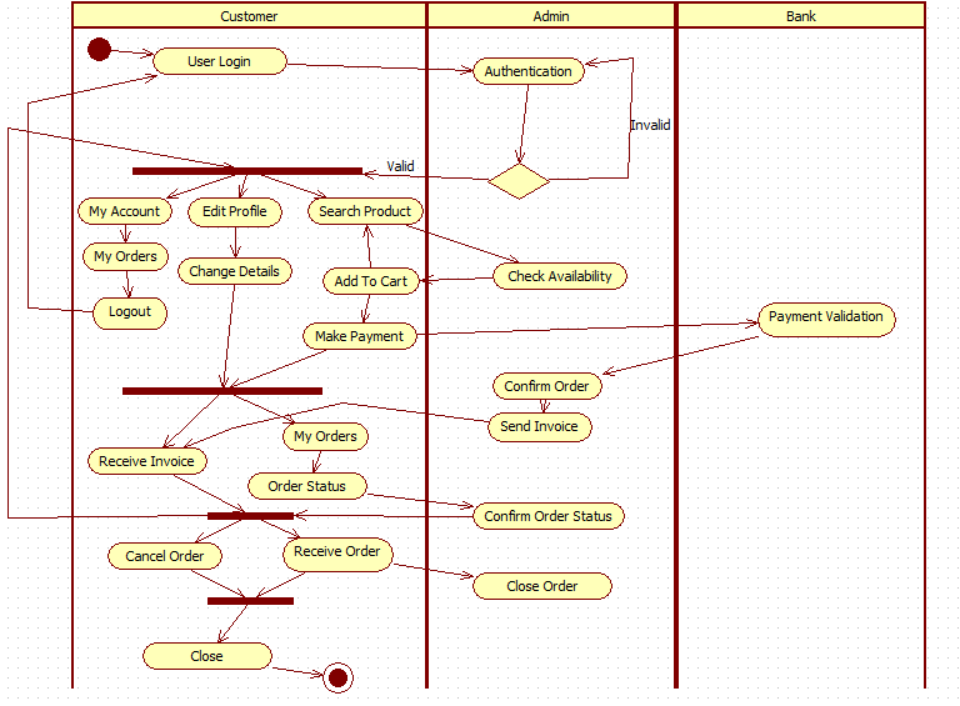 Customer
Admin
Bank
User Login
Authentication
Invalid
Valid
My Account
Edit Profile
Search Product
My Orders
Change Details
Add To Cart
Check Availability
Logout
Make Payment
Payment Validation
Confirm Order
Send Invoice
My Orders
Receive Invoice
Order Status
Confirm Order Status
Cancel Order
Receive Order
Close Order
Close